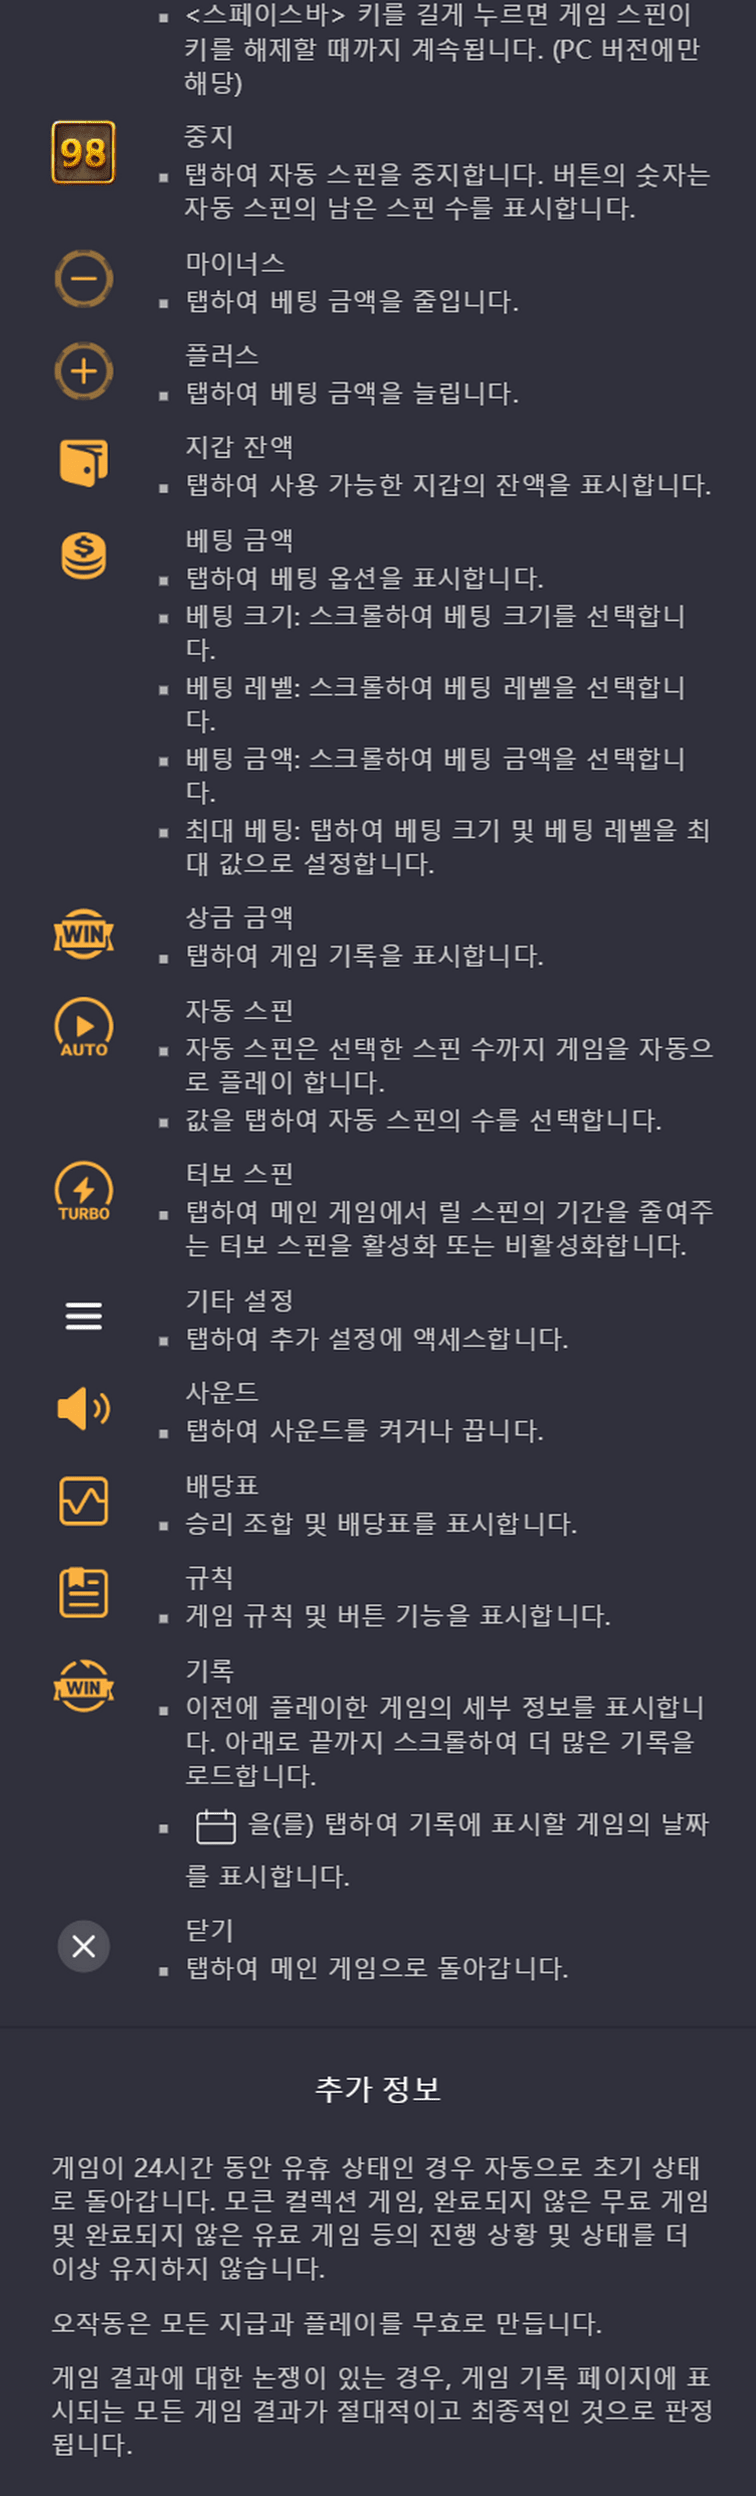 <스페이스바> 키를 길게 누르면 게임 스핀이
키를 해제할 때까지 계속됩니다. (PC 버전에만
해당)
98
중지
탭하여 자동 스핀을 중지합니다. 버튼의 숫자는
자동 스핀의 남은 스핀 수를 표시합니다.
마이너스
탭하여 베팅 금액을 줄입니다.
플러스
탭하여 베팅 금액을 늘립니다.
지갑 잔액
탭하여 사용 가능한 지갑의 잔액을 표시합니다.
베팅 금액
탭하여 베팅 옵션을 표시합니다.
베팅 크기: 스크롤하여 베팅 크기를 선택합니
다.
베팅 레벨: 스크롤하여 베팅 레벨을 선택합니
다.
베팅 금액: 스크롤하여 베팅 금액을 선택합니
다.
최대 베팅: 탭하여 베팅 크기 및 베팅 레벨을 최
대 값으로 설정합니다.
WIN
상금 금액
탭하여 게임 기록을 표시합니다.
AUTO
자동 스핀
자동 스핀은 선택한 스핀 수까지 게임을 자동으
로 플레이 합니다.
값을 탭하여 자동 스핀의 수를 선택합니다.
TURBO
터보 스핀
탭하여 메인 게임에서 릴 스핀의 기간을 줄여주
는 터보 스핀을 활성화 또는 비활성화합니다.
기타 설정
탭하여 추가 설정에 액세스합니다.
사운드
탭하여 사운드를 켜거나 끕니다.
배당표
승리 조합 및 배당표를 표시합니다.
규칙
게임 규칙 및 버튼 기능을 표시합니다.
WIN
기록
이전에 플레이한 게임의 세부 정보를 표시합니
다. 아래로 끝까지 스크롤하여 더 많은 기록을
로드합니다.
을(를) 탭하여 기록에 표시할 게임의 날짜
를 표시합니다.
닫기
탭하여 메인 게임으로 돌아갑니다.
추가 정보
게임이 24시간 동안 유휴 상태인 경우 자동으로 초기 상태
로 돌아갑니다. 모큰 컬렉션 게임, 완료되지 않은 무료 게임
및 완료되지 않은 유료 게임 등의 진행 상황 및 상태를 더
이상 유지하지 않습니다.
오작동은 모든 지급과 플레이를 무효로 만듭니다.
게임 결과에 대한 논쟁이 있는 경우, 게임 기록 페이지에 표
시되는 모든 게임 결과가 절대적이고 최종적인 것으로 판정
됩니다.